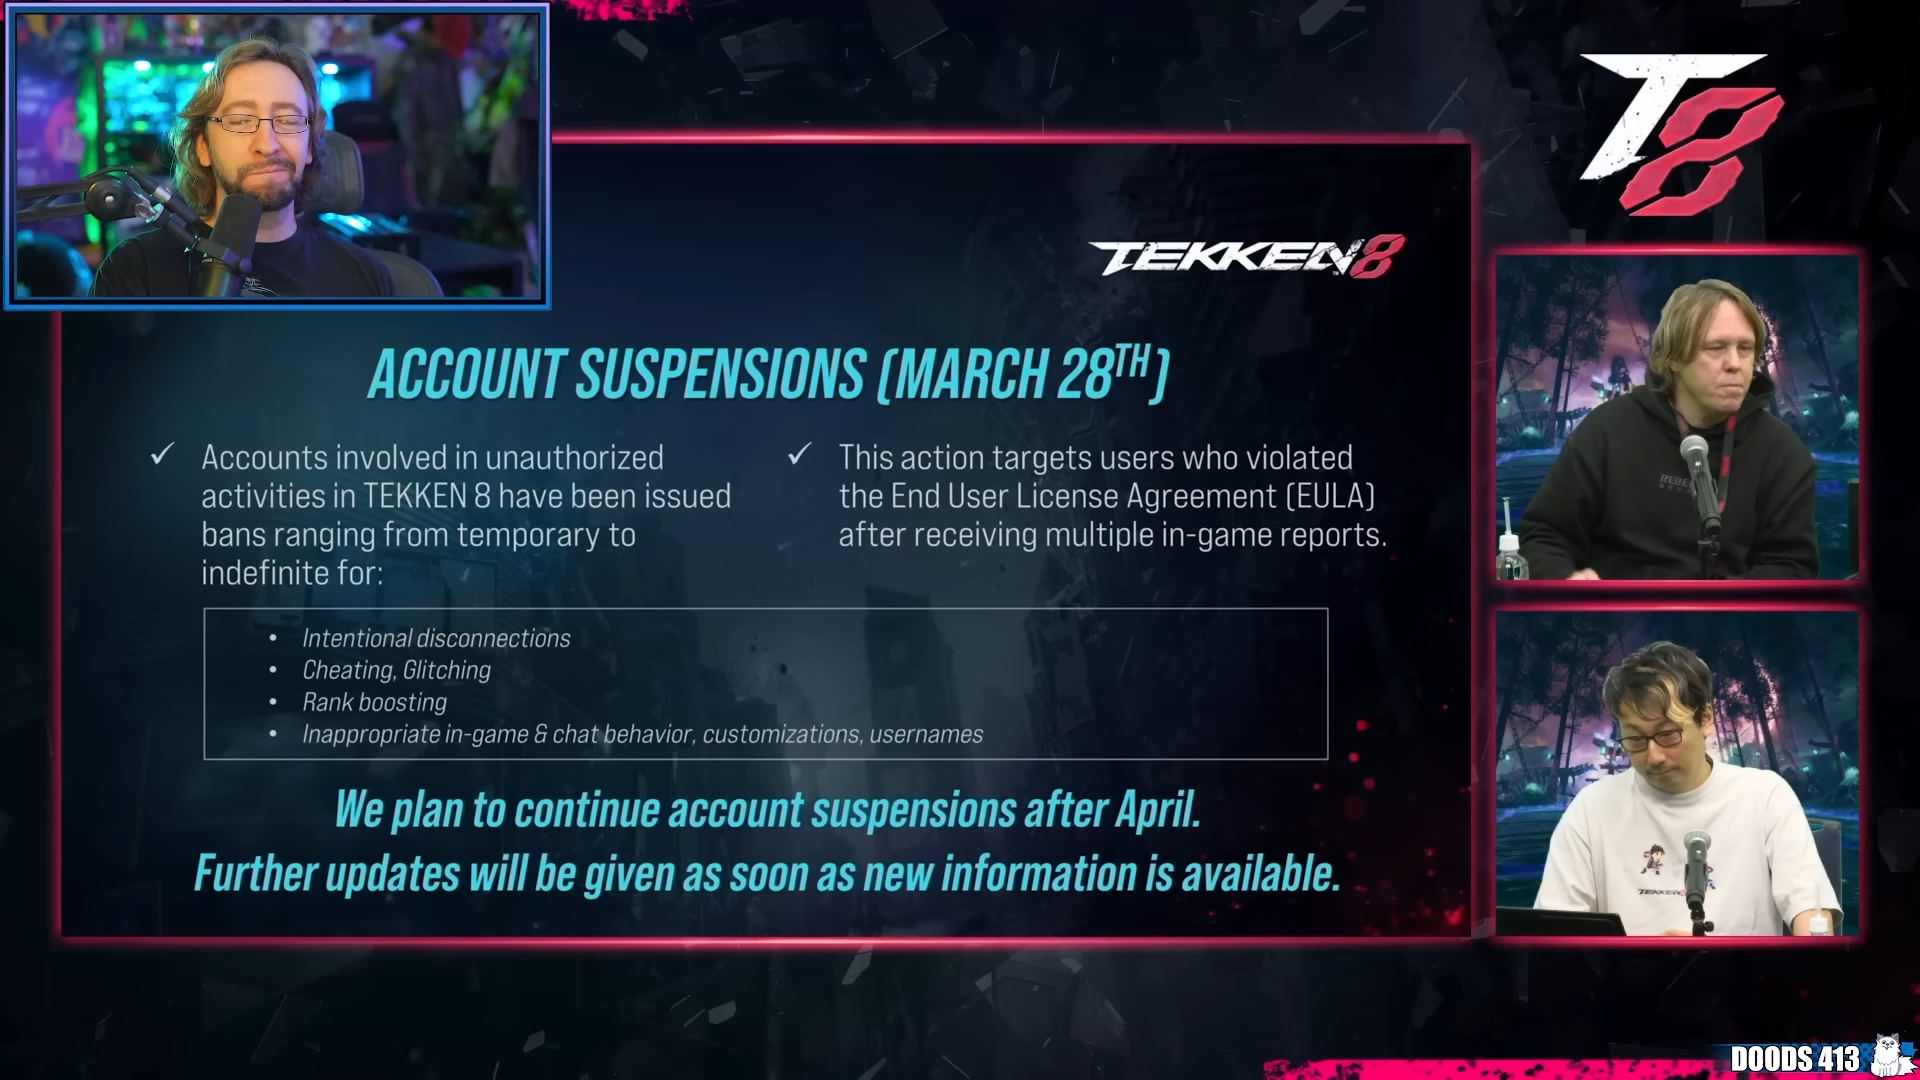 T8
TEKKEN 8
ACCOUNT SUSPENSIONS (MARCH 28TH)
✓ Accounts involved in unauthorized
activities in TEKKEN 8 have been issued
bans ranging from temporary to
indefinite for:
✓ This action targets users who violated
the End User License Agreement (EULA)
after receiving multiple in-game reports.
• Intentional disconnections
• Cheating, Glitching
• Rank boosting
• Inappropriate in-game & chat behavior, customizations, usernames
We plan to continue account suspensions after April.
Further updates will be given as soon as new information is available.
TEKKEN
DOODS 413